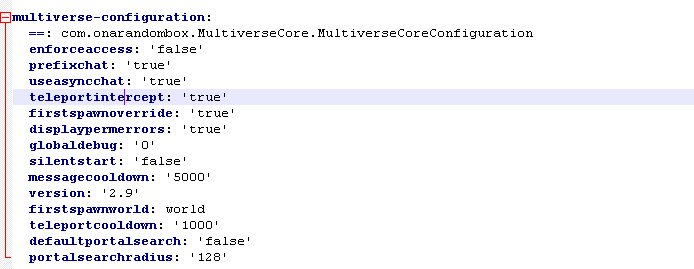 multiverse-configuration:
==: com.onarandombox.MultiverseCore.MultiverseCoreConfiguration
enforceaccess: 'false'
prefixchat: 'true'
useasyncchat: 'true'
teleportintercept: 'true'
firstspawnoverride: 'true'
displaypermerrors: 'true'
globaldebug: '0'
silentstart: 'false'
messagecooldown: '5000'
version: '2.9'
firstspawnworld: world
teleportcooldown: '1000'
defaultportalsearch: 'false'
portalsearchradius: '128'